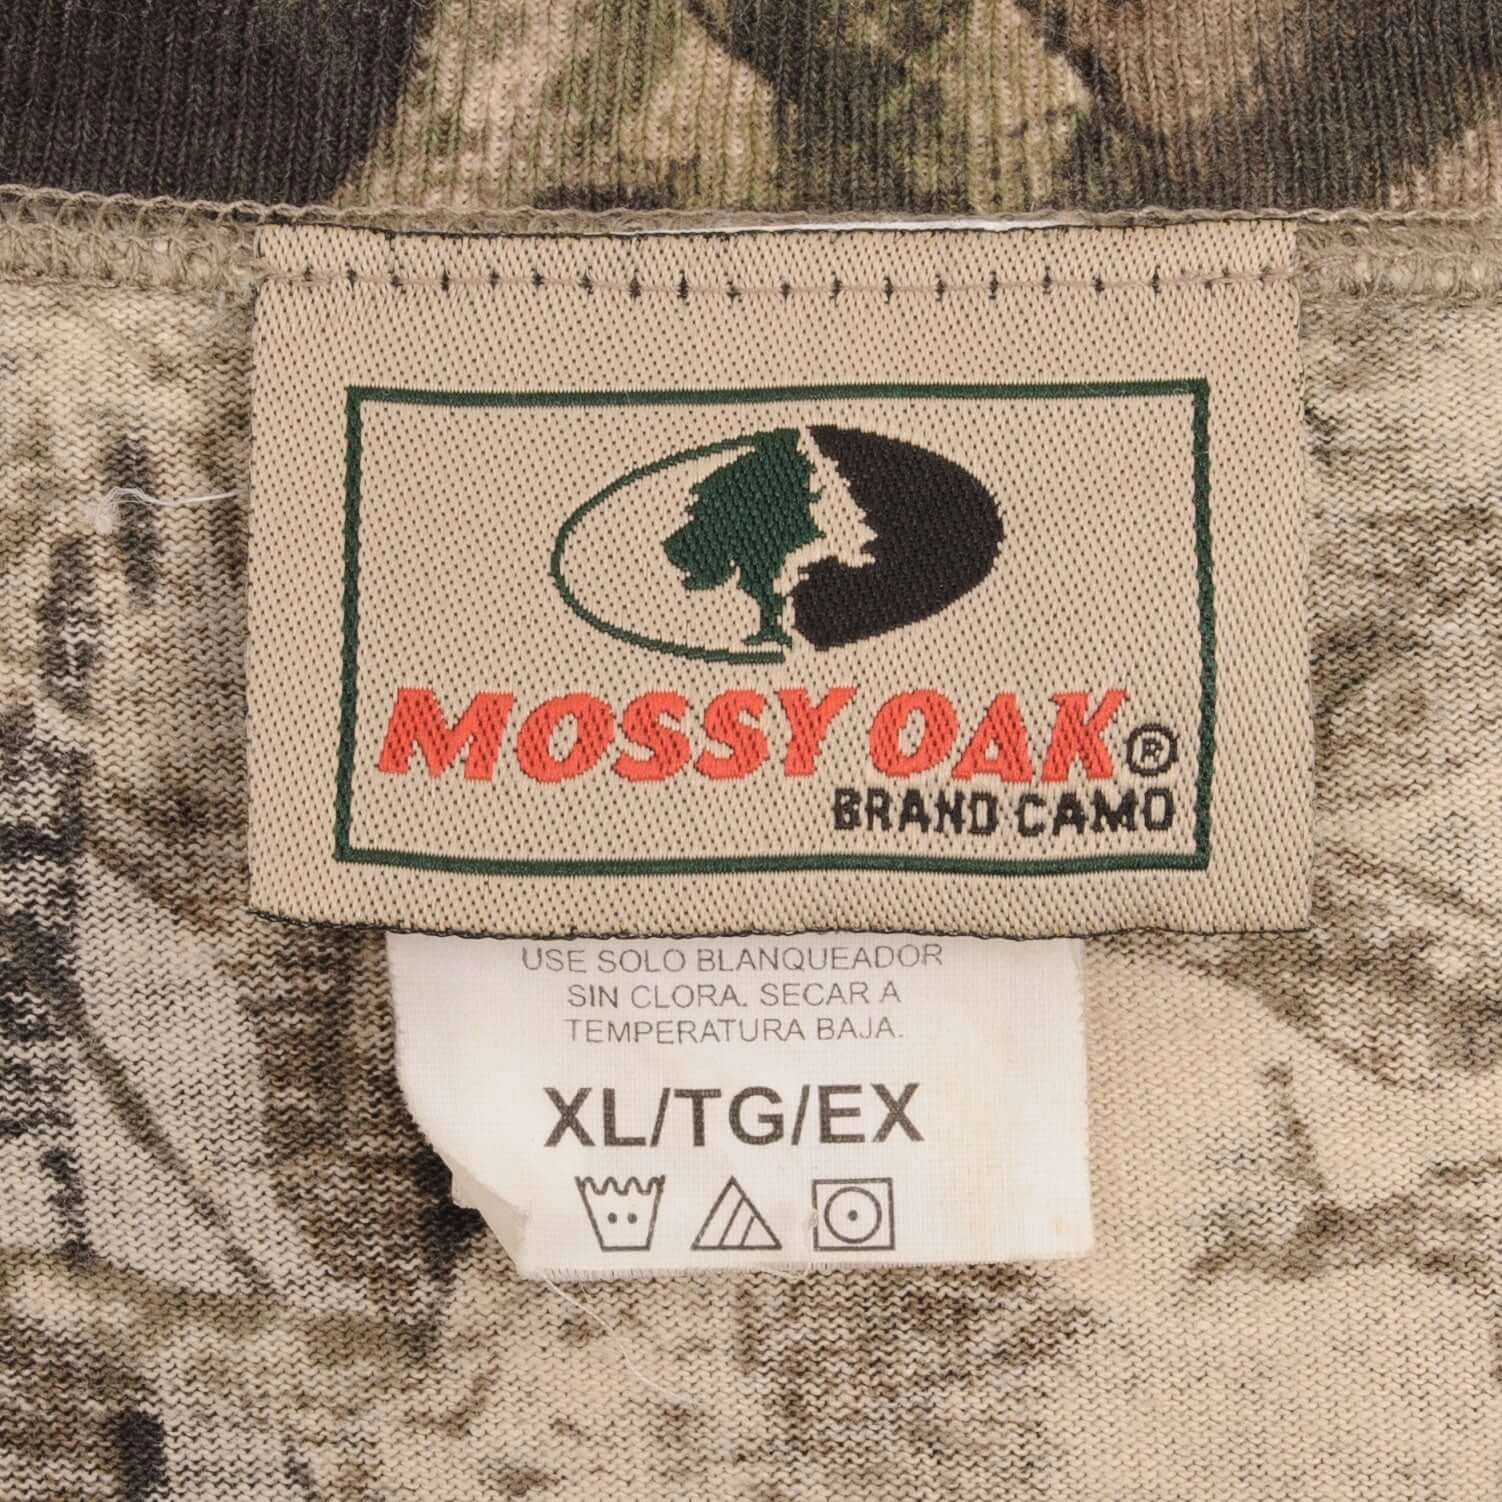 MOSSY OAK®
BRAND CAMO
USE SOLO BLANQUEADOR
SIN CLORA. SECAR A
TEMPERATURA BAJA.
XL/TG/EX